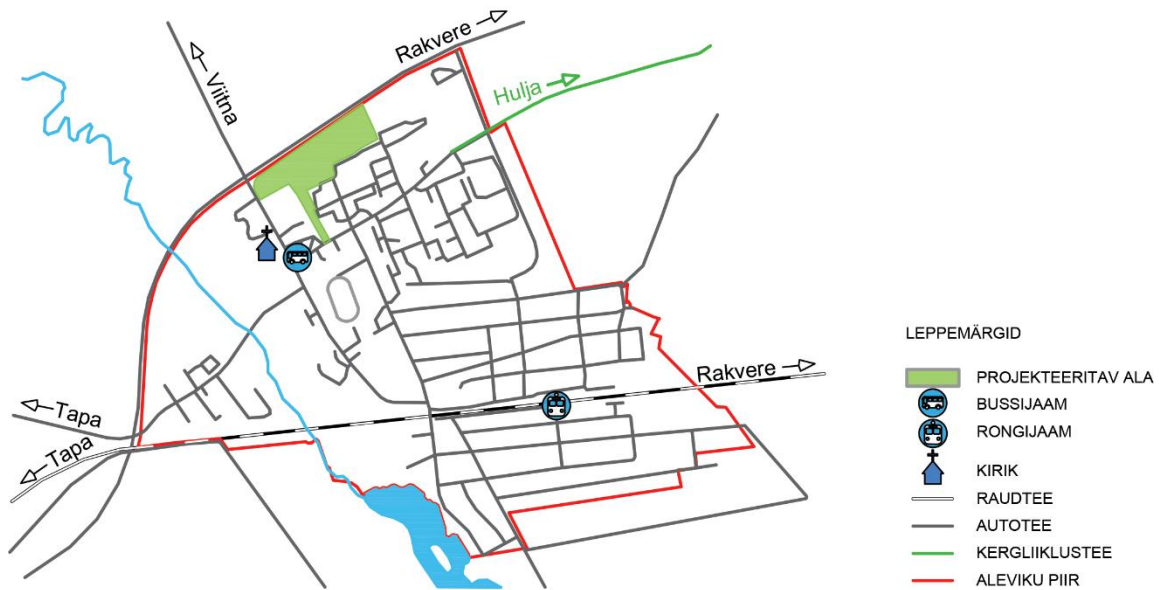 Rakvere
Viitna
Hulja
Rakvere
Tapa
Tapa
LEPPEMÄRGID
PROJEKTEERITAV ALA
BUSSIJAAM
RONGIJAAM
KIRIK
RAUDTEE
AUTOTEE
KERGLIIKLUSTEE
ALEVIKU PIIR